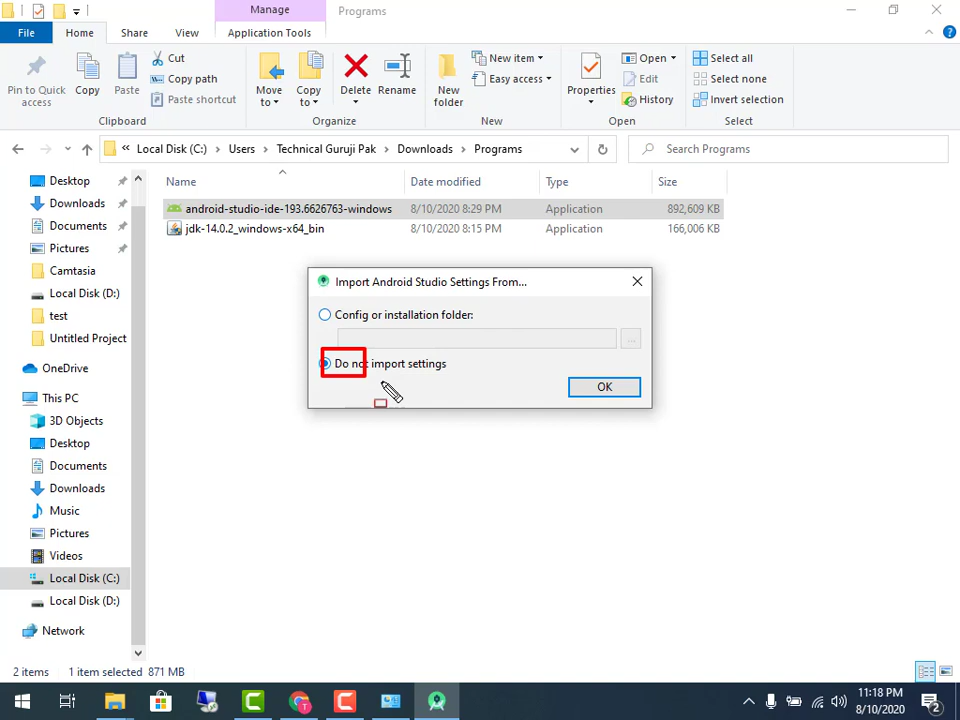 Manage
Programs
File
Home
Share
View
Application Tools
Pin to Quick access
Copy
Paste
Cut
Copy path
Paste shortcut
Clipboard
Move to
Copy to
Delete
Rename
Organize
New folder
New item
Easy access
New
Properties
Open
Edit
History
Open
Select all
Select none
Invert selection
Select
« Local Disk (C:) > Users > Technical Guruji Pak > Downloads > Programs
Search Programs
Name Date modified Type Size
android-studio-ide-193.6626763-windows 8/10/2020 8:29 PM Application 892,609 KB
jdk-14.0.2_windows-x64_bin 8/10/2020 8:15 PM Application 166,006 KB
Desktop
Downloads
Documents
Pictures
Camtasia
Local Disk (D:)
test
Untitled Project
OneDrive
This PC
3D Objects
Desktop
Documents
Downloads
Music
Pictures
Videos
Local Disk (C:)
Local Disk (D:)
Network
Import Android Studio Settings From...
Config or installation folder:
...
Do not import settings
OK
2 items 1 item selected 871 MB
11:18 PM
8/10/2020
2